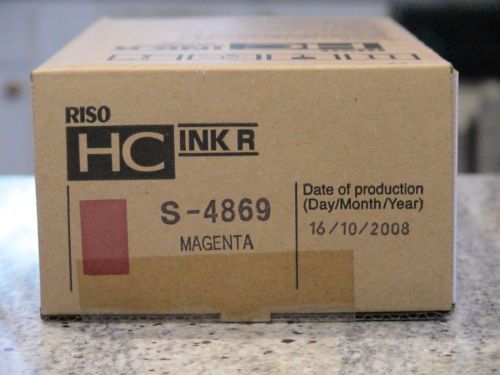 RISO
HC INK R
S-4869
MAGENTA
Date of production
(Day/Month/Year)
16/10/2008